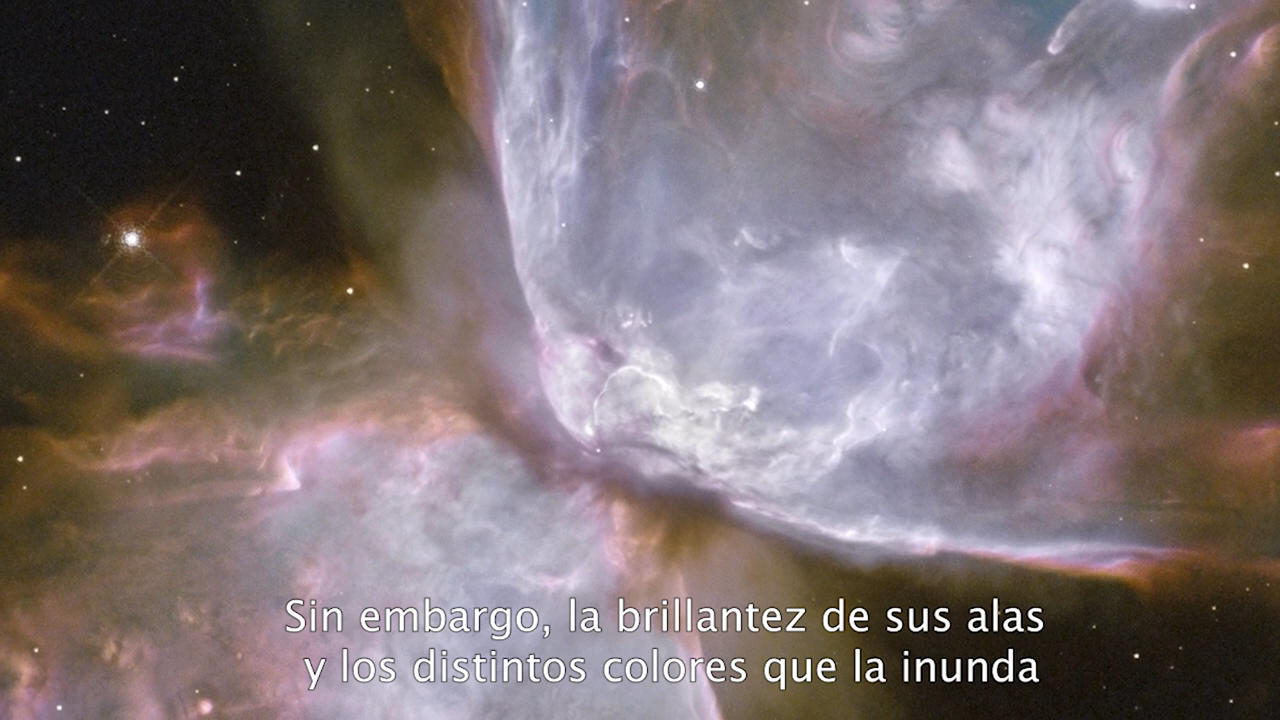 Sin embargo, la brillantez de sus alas
y los distintos colores que la inunda